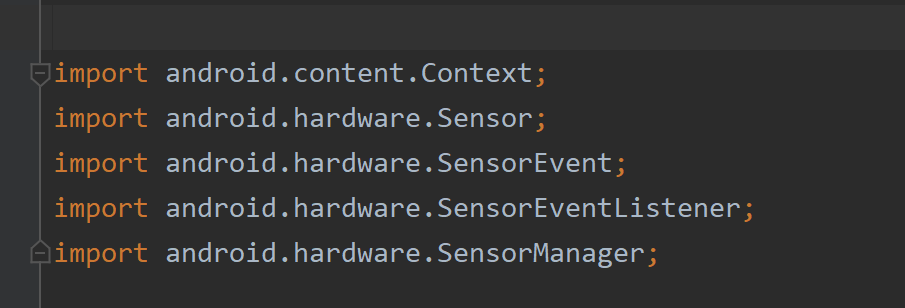 import android.content.Context;
import android.hardware.Sensor;
import android.hardware.SensorEvent;
import android.hardware.SensorEventListener;
import android.hardware.SensorManager;